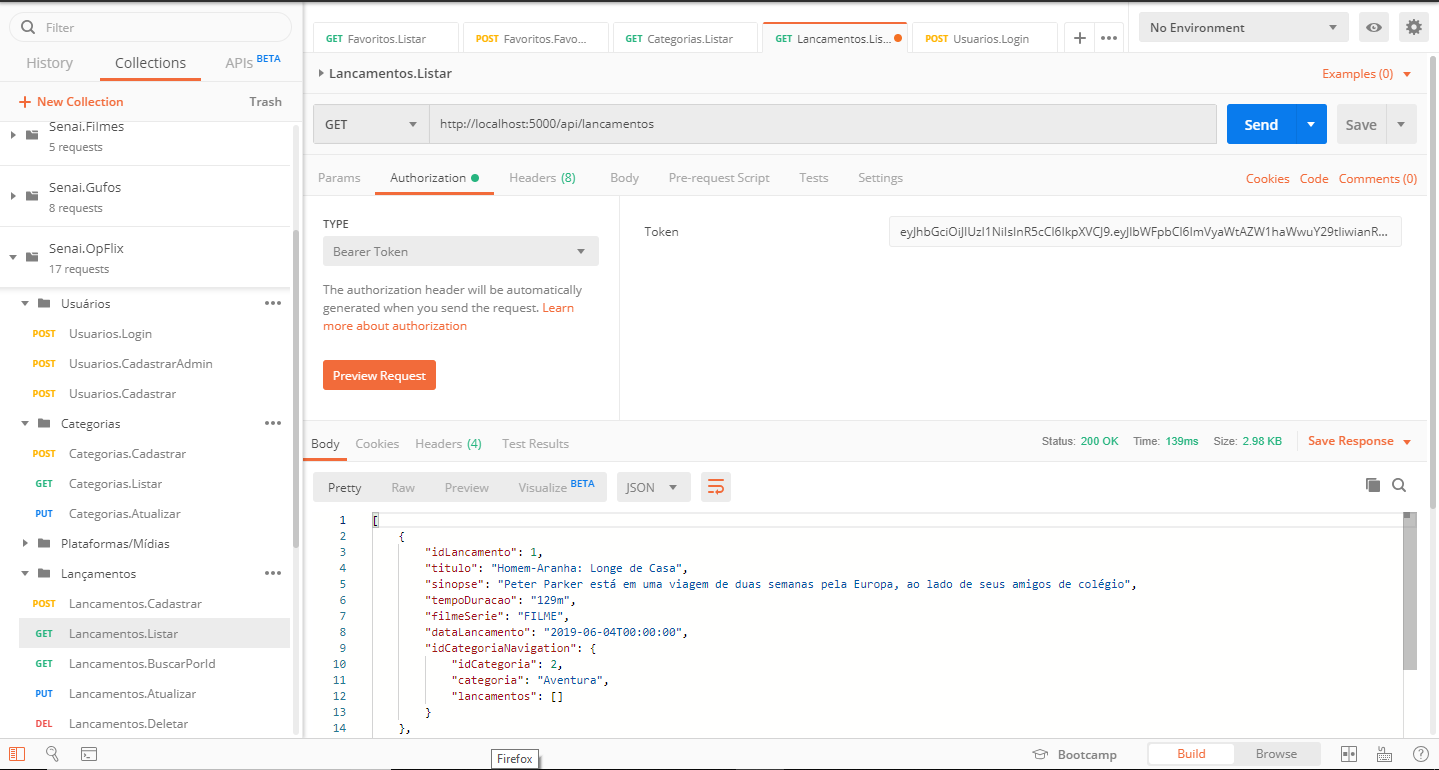 Filter
History
Collections
APIs BETA
+ New Collection
Trash
Senai.Filmes
5 requests
Senai.Gufos
8 requests
Senai.OpFlix
17 requests
Usuários
POST Usuarios.Login
POST Usuarios.CadastrarAdmin
POST Usuarios.Cadastrar
Categorias
POST Categorias.Cadastrar
GET Categorias.Listar
PUT Categorias.Atualizar
Plataformas/Mídias
Lançamentos
POST Lancamentos.Cadastrar
GET Lancamentos.Listar
GET Lancamentos.BuscarPorId
PUT Lancamentos.Atualizar
DEL Lancamentos.Deletar
GET Favoritos.Listar
POST Favoritos.Favo...
GET Categorias.Listar
GET Lancamentos.Lis...
POST Usuarios.Login
No Environment
Lancamentos.Listar
Examples (0)
GET
http://localhost:5000/api/lancamentos
Send
Save
Params
Authorization
Headers (8)
Body
Pre-request Script
Tests
Settings
Cookies
Code
Comments (0)
TYPE
Bearer Token
The authorization header will be automatically
generated when you send the request. Learn
more about authorization
Preview Request
Token
Body
Cookies
Headers (4)
Test Results
Status: 200 OK
Time: 139ms
Size: 2.98 KB
Save Response
Pretty
Raw
Preview
Visualize BETA
JSON
1 [
2 {
3 "idLancamento": 1,
4 "titulo": "Homem-Aranha: Longe de Casa",
5 "sinopse": "Peter Parker está em uma viagem de duas semanas pela Europa, ao lado de seus amigos de colégio",
6 "tempoDuracao": "129m",
7 "filmeSerie": "FILME",
8 "dataLancamento": "2019-06-04T00:00:00",
9 "idCategoriaNavigation": {
10 "idCategoria": 2,
11 "categoria": "Aventura",
12 "lancamentos": []
13 }
14 },
Firefox
Bootcamp
Build
Browse